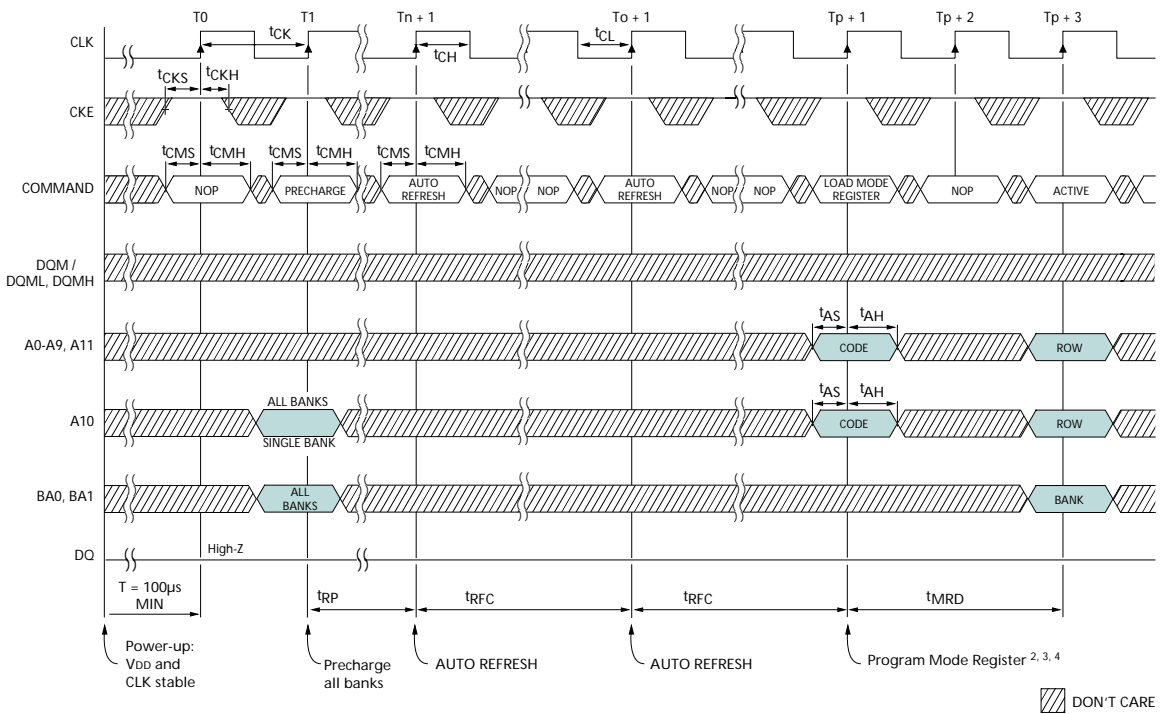 T0 T1 Tn + 1 To + 1 Tp + 1 Tp + 2 Tp + 3
CLK
tCK
tCH
tCL
tCKS tCKH
CKE
tCMS tCMH tCMS tCMH tCMS tCMH
COMMAND
NOP PRECHARGE AUTO REFRESH NOP NOP AUTO REFRESH NOP NOP LOAD MODE REGISTER NOP ACTIVE
DQM /
DQML, DQMH
tAS tAH
A0-A9, A11
CODE ROW
tAS tAH
ALL BANKS
A10
CODE ROW
SINGLE BANK
BA0, BA1
ALL BANKS
BANK
DQ
High-Z
T = 100µs
MIN
tRP tRFC tRFC tMRD
Power-up:
VDD and
CLK stable
Precharge
all banks
AUTO REFRESH
AUTO REFRESH
Program Mode Register 2, 3, 4
DON'T CARE